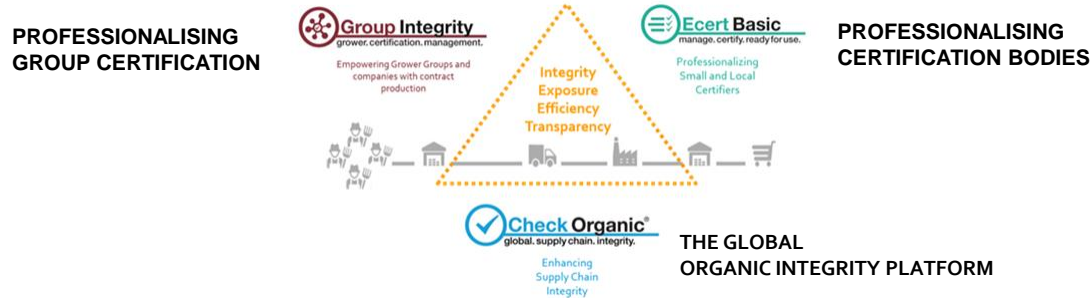 PROFESSIONALISING
GROUP CERTIFICATION
Group Integrity
grower. certification. management.
Empowering Grower Groups and
companies with contract
production
Ecert Basic
manage. certify. ready for use.
Professionalizing
Small and Local
Certifiers
PROFESSIONALISING
CERTIFICATION BODIES
Integrity
Exposure
Efficiency
Transparency
Check Organic®
global. supply chain. integrity.
Enhancing
Supply Chain
Integrity
THE GLOBAL
ORGANIC INTEGRITY PLATFORM